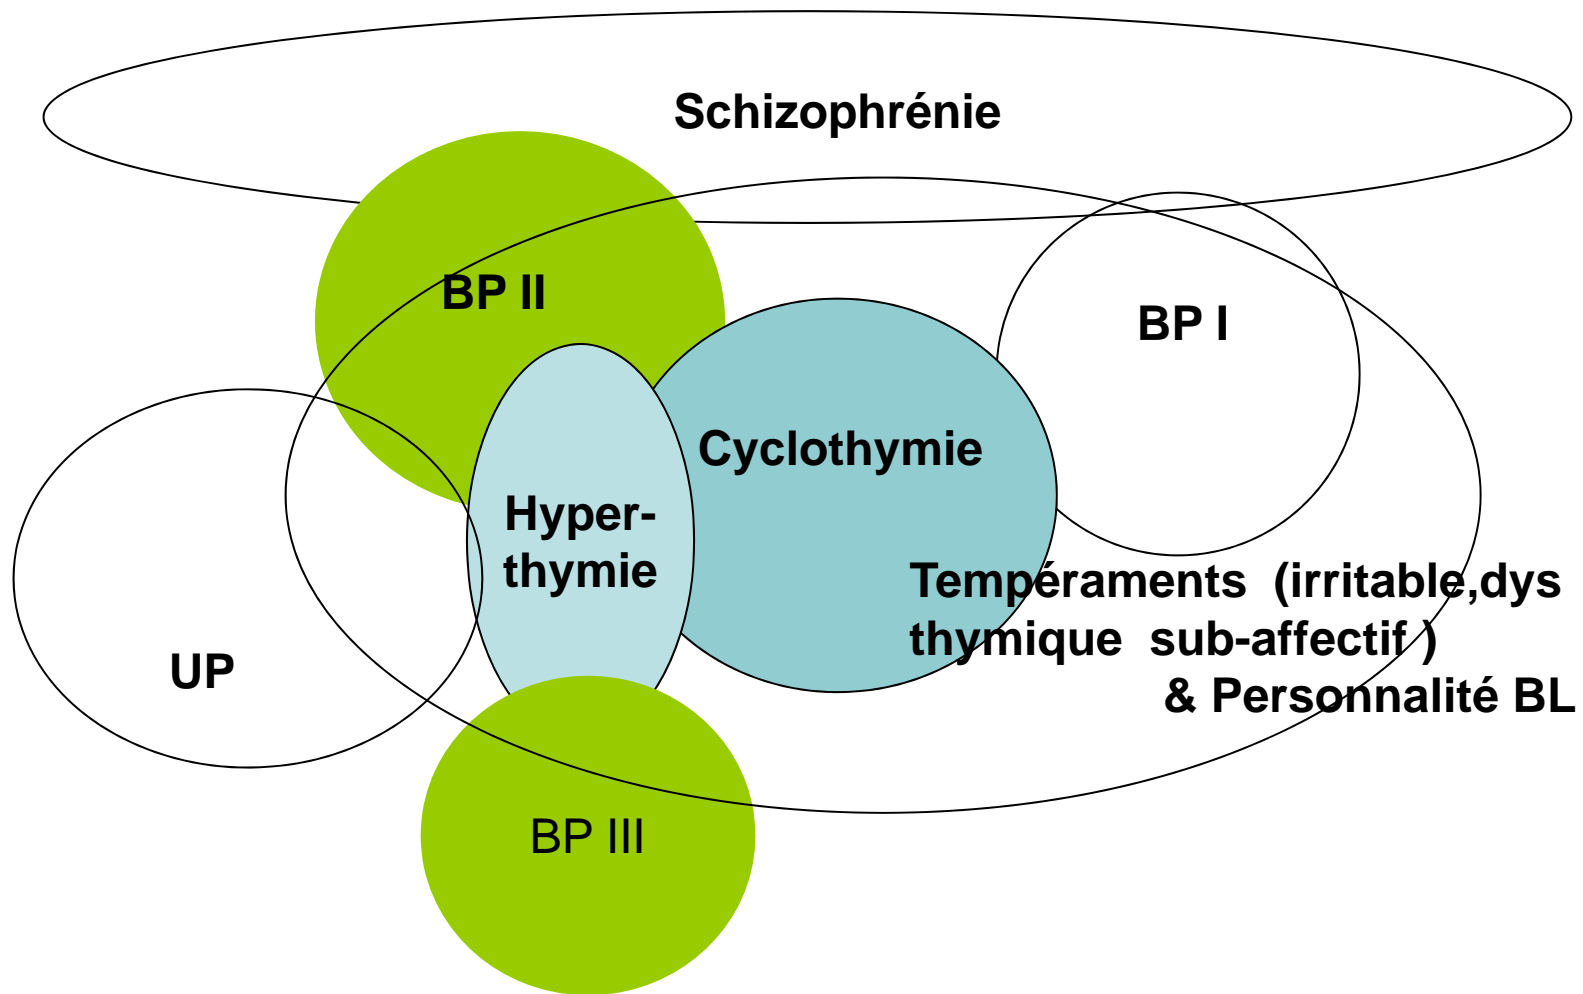 Schizophrénie
BP II
BP I
Cyclothymie
Hyper-
thymie
Tempéraments (irritable,dys
thymique sub-affectif )
& Personnalité BL
UP
BP III